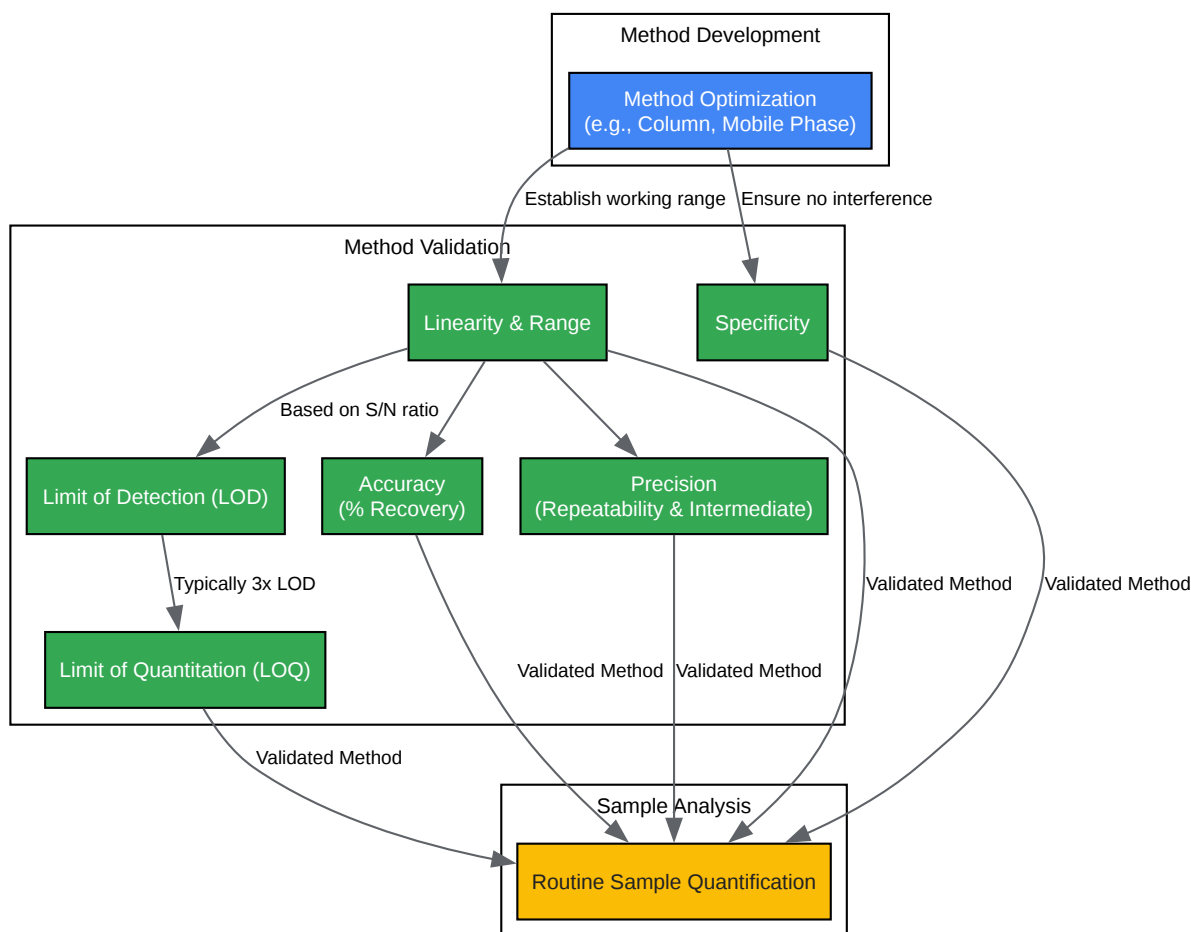 Method Development
Method Optimization
(e.g., Column, Mobile Phase)
Establish working range
Ensure no interference
Method Validation
Linearity & Range
Specificity
Based on S/N ratio
Limit of Detection (LOD)
Accuracy
(% Recovery)
Precision
(Repeatability & Intermediate)
Typically 3x LOD
Validated Method
Validated Method
Limit of Quantitation (LOQ)
Validated Method
Validated Method
Validated Method
Sample Analysis
Routine Sample Quantification